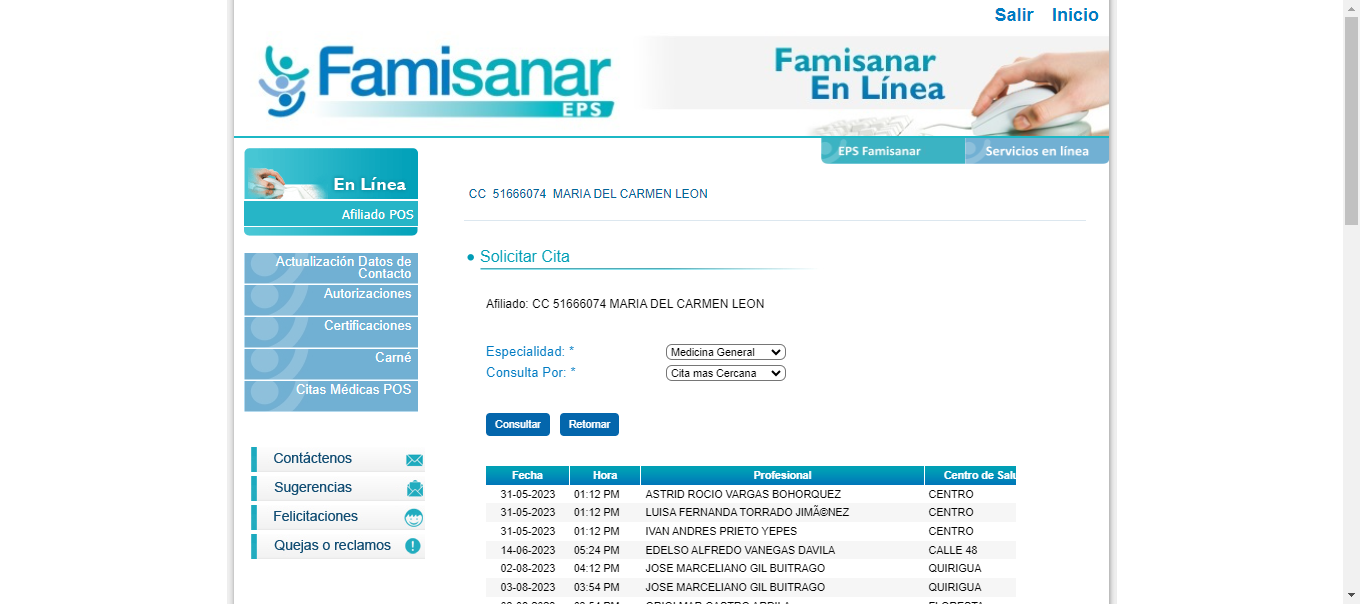 Salir Inicio
Famisanar
EPS
Famisanar
En Línea
EPS Famisanar Servicios en línea
En Línea
Afiliado POS
Actualización Datos de
Contacto
Autorizaciones
Certificaciones
Carné
Citas Médicas POS
Contáctenos
Sugerencias
Felicitaciones
Quejas o reclamos
CC 51666074 MARIA DEL CARMEN LEON
Solicitar Cita
Afiliado: CC 51666074 MARIA DEL CARMEN LEON
Especialidad: * Medicina General
Consulta Por: * Cita mas Cercana
Consultar Retornar
Fecha Hora Profesional Centro de Salu
31-05-2023 01:12 PM ASTRID ROCIO VARGAS BOHORQUEZ CENTRO
31-05-2023 01:12 PM LUISA FERNANDA TORRADO JIMÃ©NEZ CENTRO
31-05-2023 01:12 PM IVAN ANDRES PRIETO YEPES CENTRO
14-06-2023 05:24 PM EDELSO ALFREDO VANEGAS DAVILA CALLE 48
02-08-2023 04:12 PM JOSE MARCELIANO GIL BUITRAGO QUIRIGUA
03-08-2023 03:54 PM JOSE MARCELIANO GIL BUITRAGO QUIRIGUA